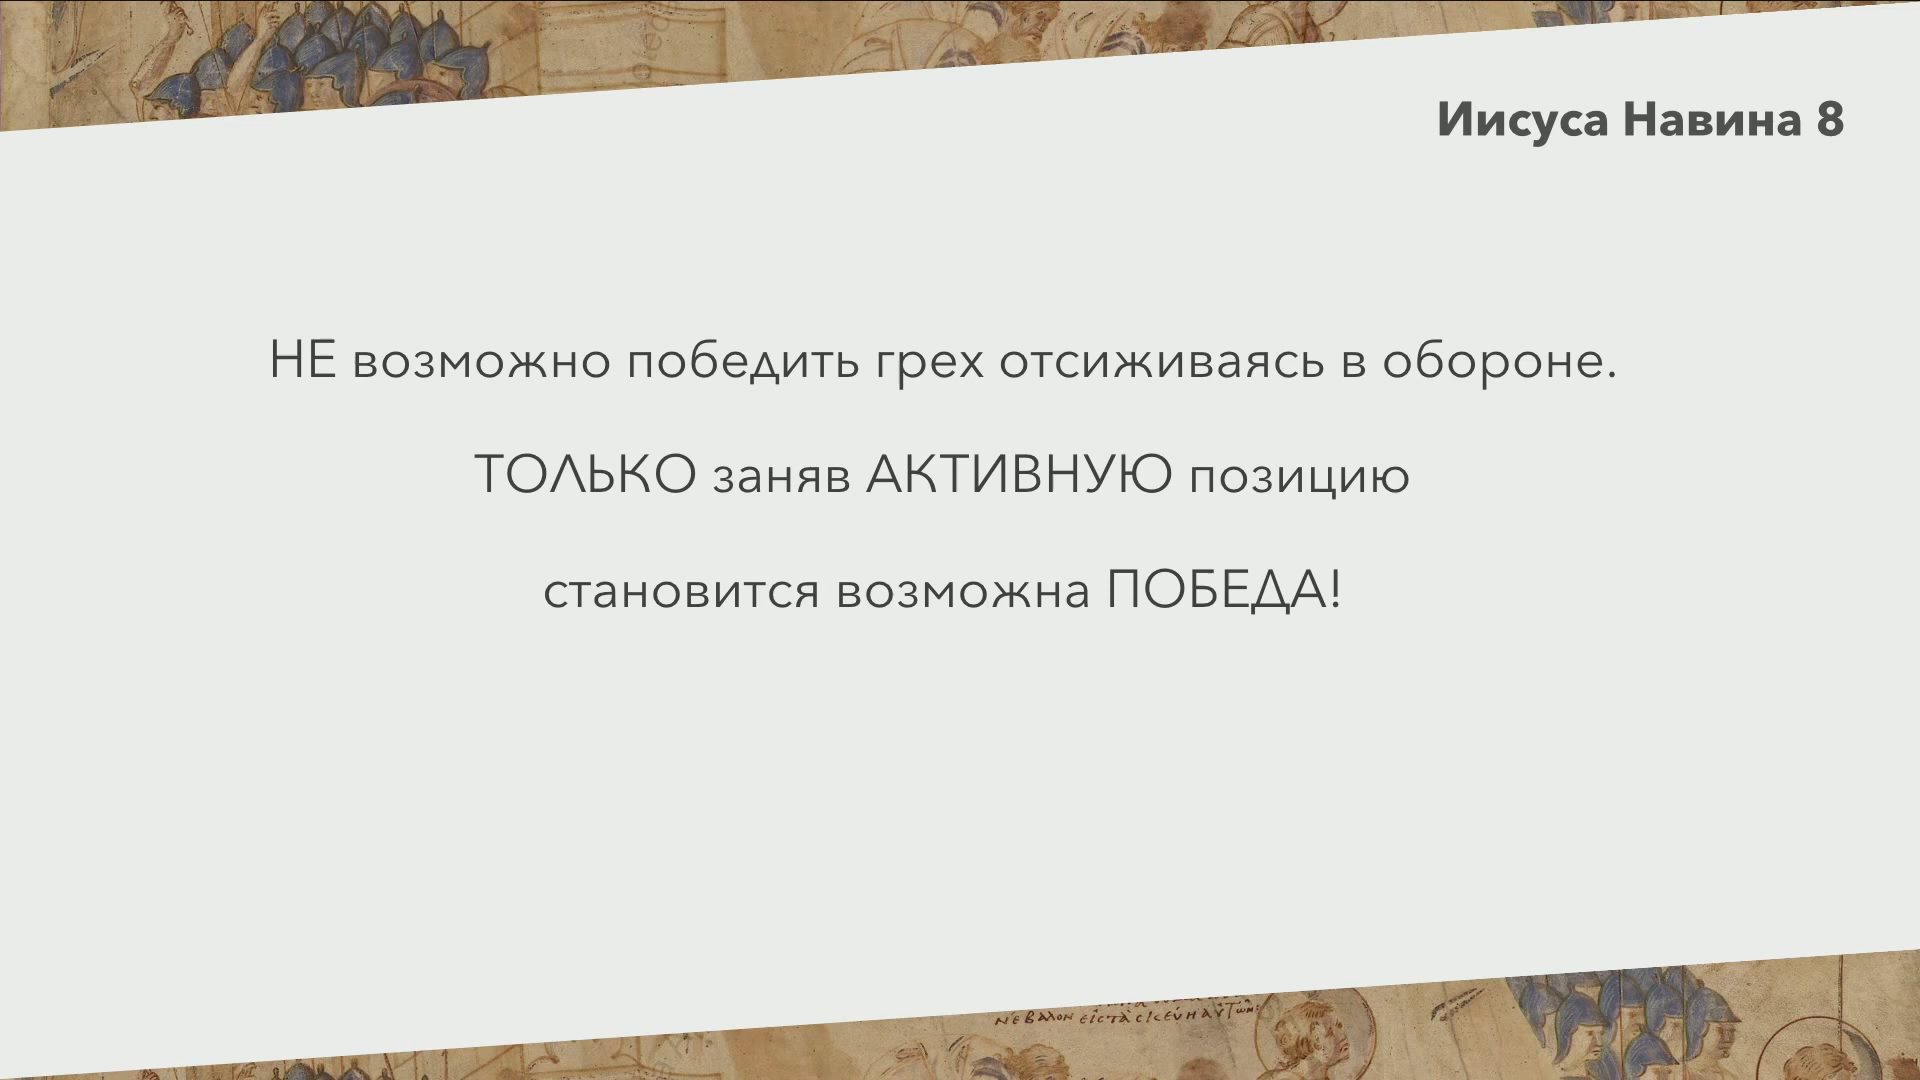 Иисуса Навина 8
НЕ возможно победить грех отсиживаясь в обороне.
ТОЛЬКО заняв АКТИВНУЮ позицию
становится возможна ПОБЕДА!